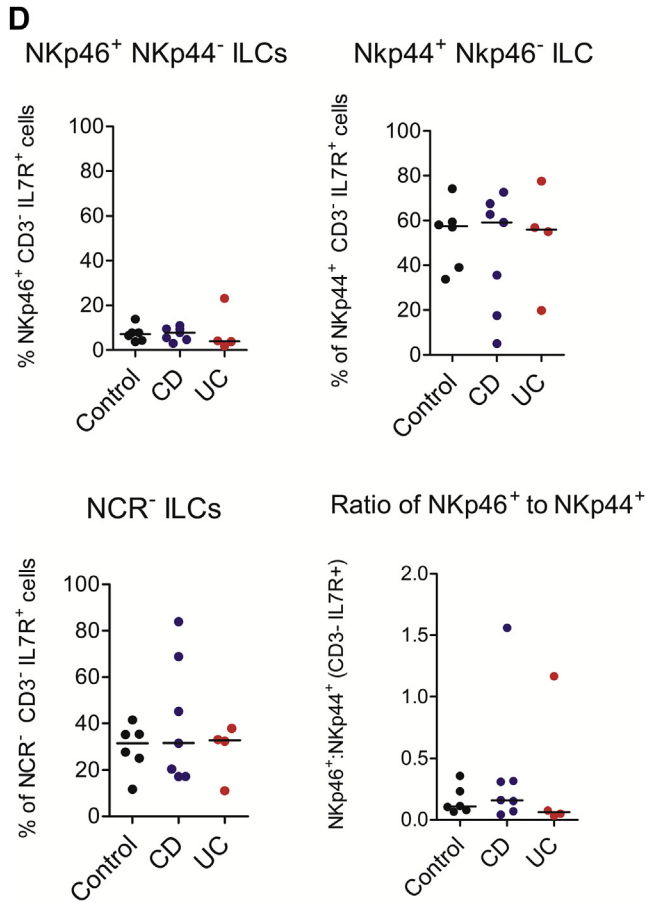 D
NKp46⁺ NKp44⁻ ILCs
% NKp46⁺ CD3⁻ IL7R⁺ cells
100
80
60
40
20
0
Control
CD
UC
Nkp44⁺ Nkp46⁻ ILC
% of NKp44⁺ CD3⁻ IL7R⁺ cells
100
80
60
40
20
0
Control
CD
UC
NCR⁻ ILCs
% of NCR⁻ CD3⁻ IL7R⁺ cells
100
80
60
40
20
0
Control
CD
UC
Ratio of NKp46⁺ to NKp44⁺
NKp46⁺:NKp44⁺ (CD3- IL7R+)
2.0
1.5
1.0
0.5
0.0
Control
CD
UC